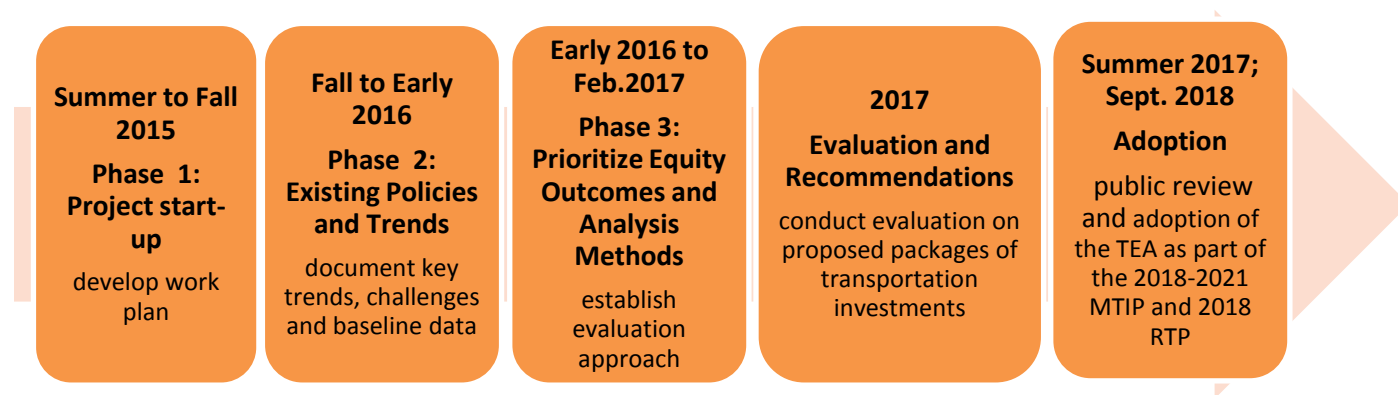 Summer to Fall
2015
Phase 1:
Project start-
up
develop work
plan
Fall to Early
2016
Phase 2:
Existing Policies
and Trends
document key
trends, challenges
and baseline data
Early 2016 to
Feb.2017
Phase 3:
Prioritize Equity
Outcomes and
Analysis
Methods
establish
evaluation
approach
2017
Evaluation and
Recommendations
conduct evaluation on
proposed packages of
transportation
investments
Summer 2017;
Sept. 2018
Adoption
public review
and adoption of
the TEA as part of
the 2018-2021
MTIP and 2018
RTP